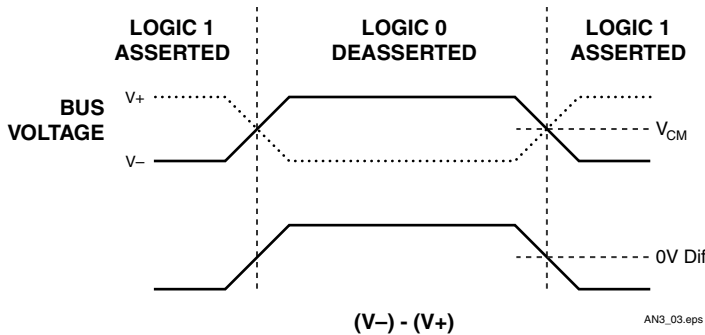 LOGIC 1
ASSERTED
LOGIC 0
DEASSERTED
LOGIC 1
ASSERTED
BUS
VOLTAGE
V+
V–
VCM
0V Dif
(V–) - (V+)
AN3_03.eps